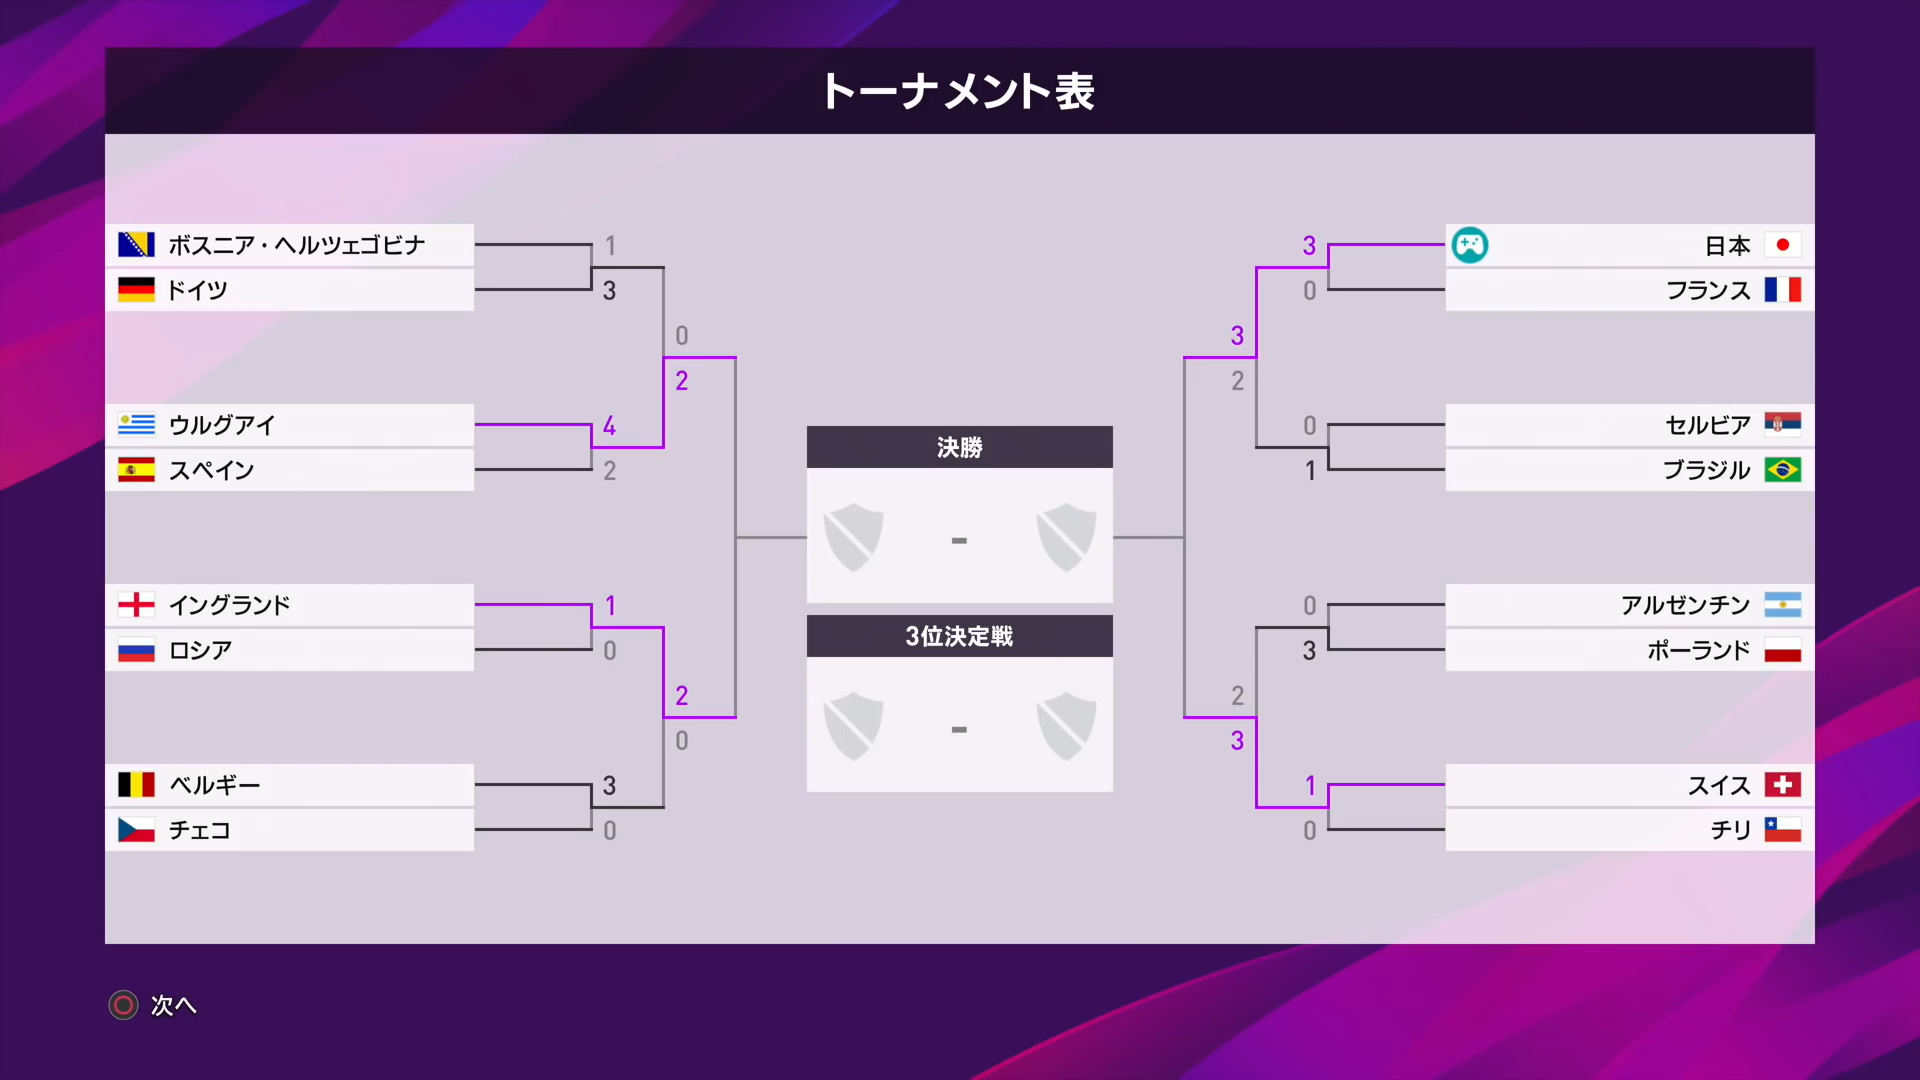 トーナメント表
ボスニア・ヘルツェゴビナ 1
ドイツ 3
0
2
ウルグアイ 4
スペイン 2
イングランド 1
ロシア 0
2
0
ベルギー 3
チェコ 0
決勝
-
3位決定戦
-
3 日本
0 フランス
3
2
0 セルビア
1 ブラジル
0 アルゼンチン
3 ポーランド
2
3
1 スイス
0 チリ
次へ